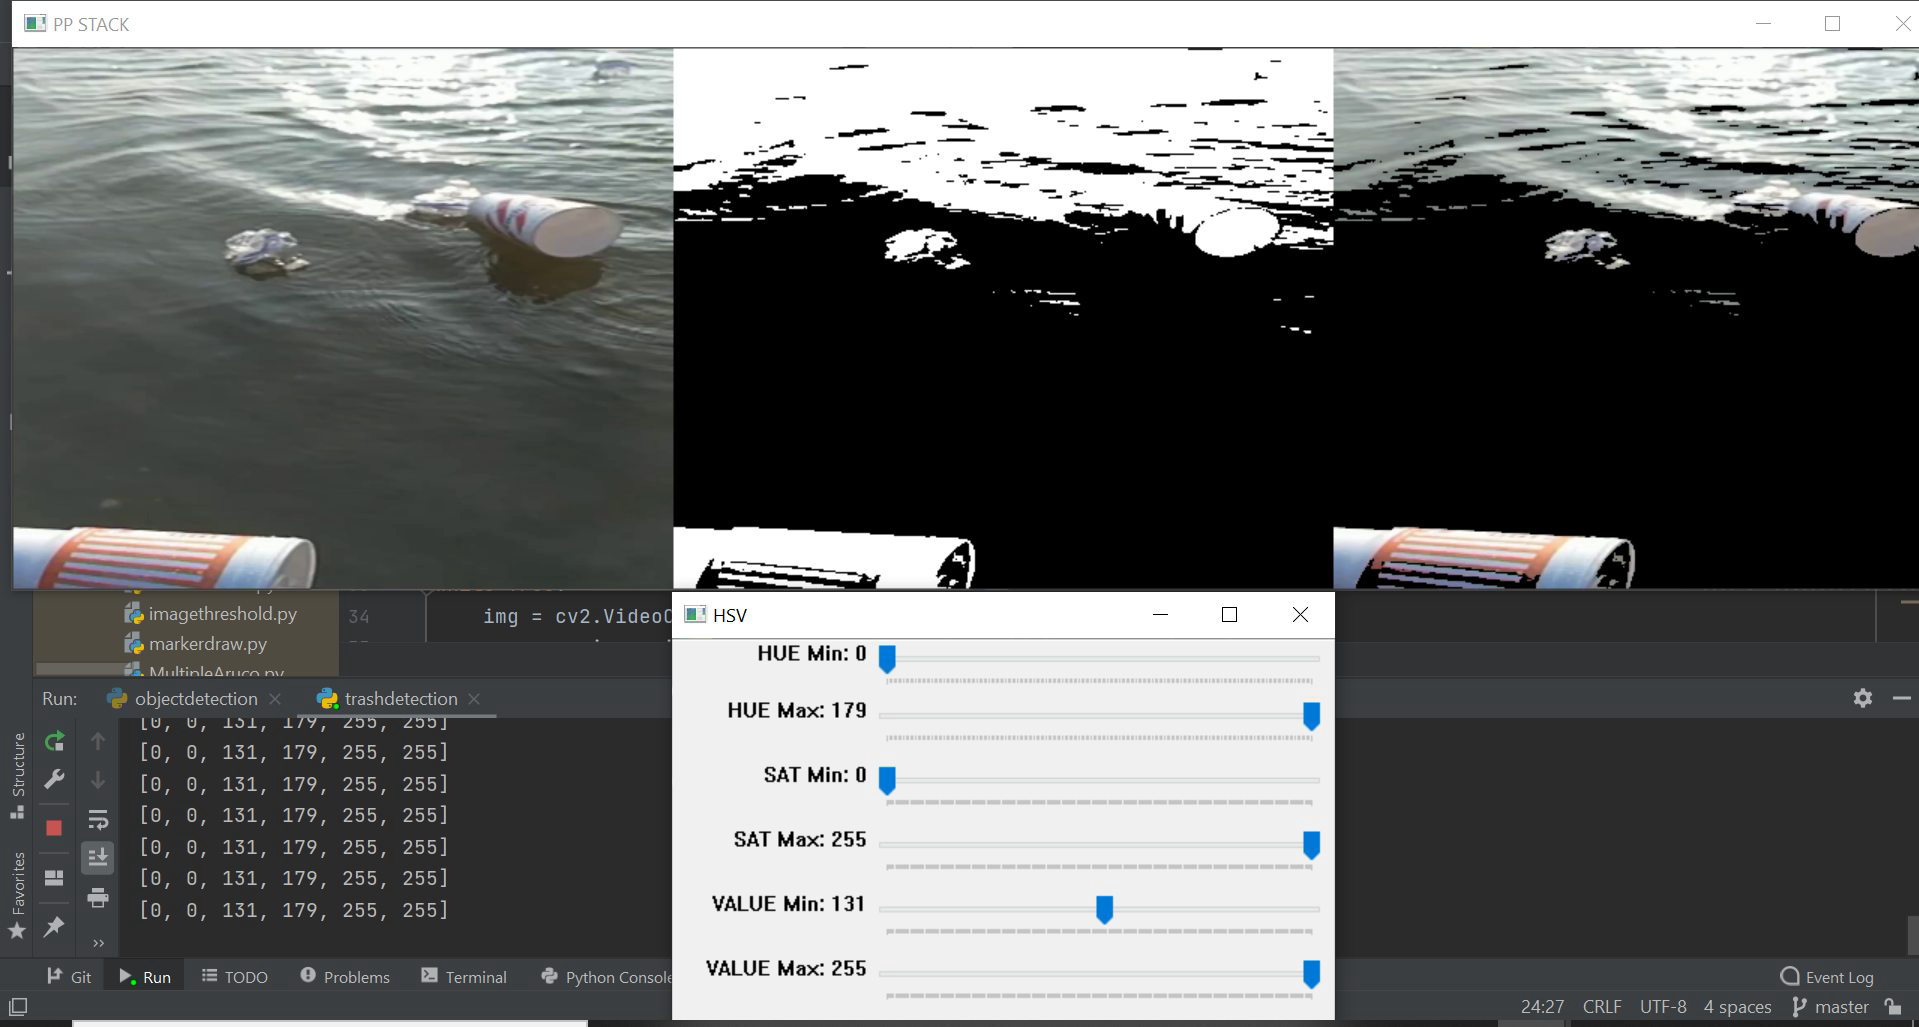 PP STACK
imagethreshold.py
markerdraw.py
MultipleAruco.py
34
img = cv2.VideoC
HSV
HUE Min: 0
HUE Max: 179
SAT Min: 0
SAT Max: 255
VALUE Min: 131
VALUE Max: 255
Run:
objectdetection
trashdetection
[0, 0, 131, 179, 255, 255]
[0, 0, 131, 179, 255, 255]
[0, 0, 131, 179, 255, 255]
[0, 0, 131, 179, 255, 255]
[0, 0, 131, 179, 255, 255]
[0, 0, 131, 179, 255, 255]
[0, 0, 131, 179, 255, 255]
Structure
Favorites
Git
Run
TODO
Problems
Terminal
Python Console
Event Log
24:27 CRLF UTF-8 4 spaces master